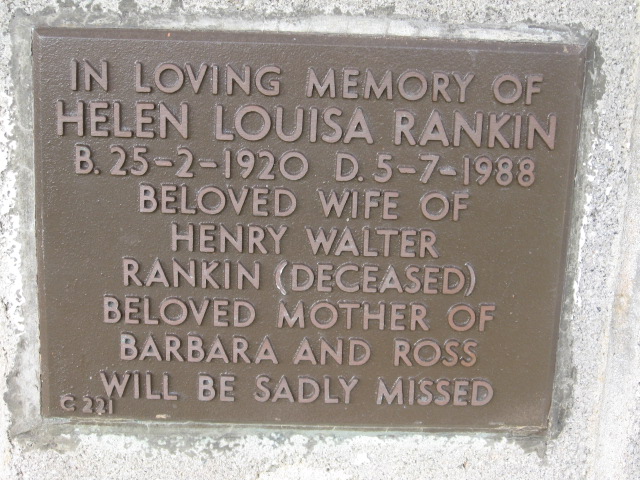 IN LOVING MEMORY OF
HELEN LOUISA RANKIN
B. 25-2-1920 D. 5-7-1988
BELOVED WIFE OF
HENRY WALTER
RANKIN (DECEASED)
BELOVED MOTHER OF
BARBARA AND ROSS
WILL BE SADLY MISSED
C 221